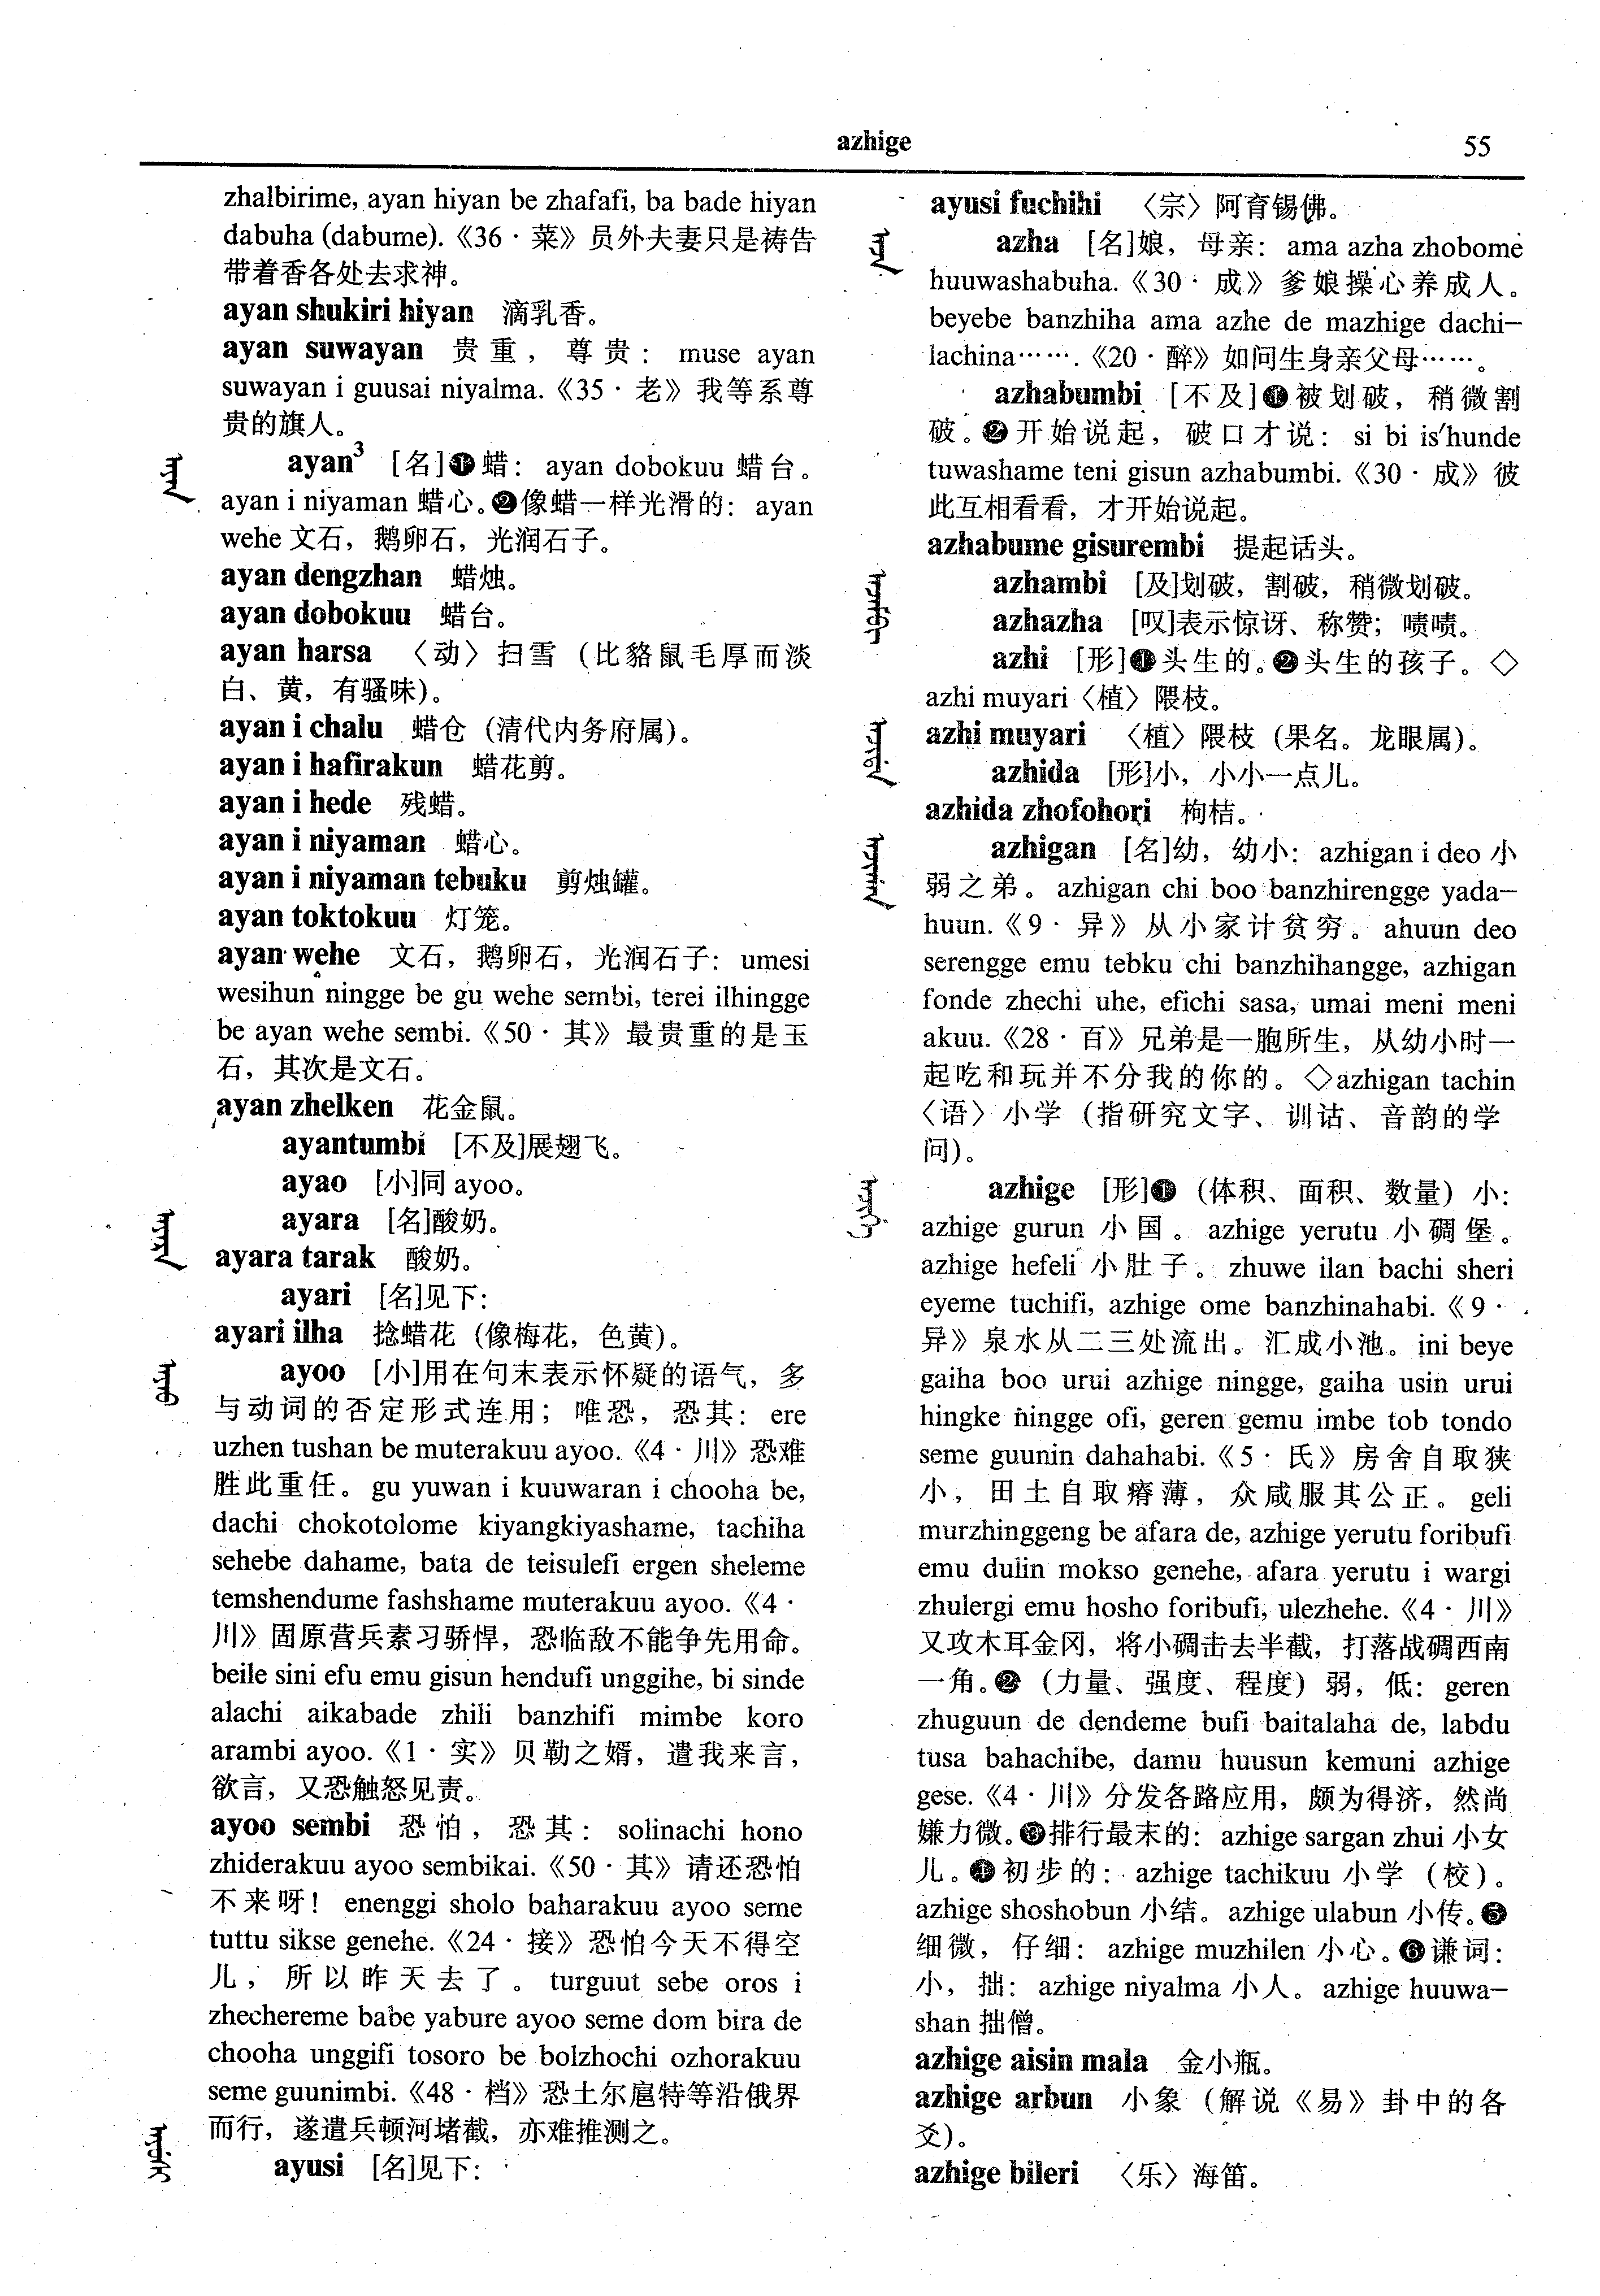 azhige
55
zhalbirime, ayan hiyan be zhafafi, ba bade hiyan
dabuha (dabume).《36·菜》员外夫妻只是祷告
带着香各处去求神。
ayan shukiri hiyan 滴乳香。
ayan suwayan 贵重，尊贵：muse ayan
suwayan i guusai niyalma.《35·老》我等系尊
贵的旗人。
ayan³ [名]❶蜡：ayan dobokuu 蜡台。
ayan i niyaman 蜡心。❷像蜡一样光滑的：ayan
wehe 文石，鹅卵石，光润石子。
ayan dengzhan 蜡烛。
ayan dobokuu 蜡台。
ayan harsa 〈动〉扫雪（比貉鼠毛厚而淡
白、黄，有骚味）。
ayan i chalu 蜡仓（清代内务府属）。
ayan i hafirakun 蜡花剪。
ayan i hede 残蜡。
ayan i niyaman 蜡心。
ayan i niyaman tebuku 剪烛罐。
ayan toktokuu 灯笼。
ayan wehe 文石，鹅卵石，光润石子：umesi
wesihun ningge be gu wehe sembi, terei ilhingge
be ayan wehe sembi.《50·其》最贵重的是玉
石，其次是文石。
ayan zhelken 花金鼠。
ayantumbi [不及]展翅飞。
ayao [小]同 ayoo。
ayara [名]酸奶。
ayara tarak 酸奶。
ayari [名]见下：
ayari ilha 捻蜡花（像梅花，色黄）。
ayoo [小]用在句末表示怀疑的语气，多
与动词的否定形式连用；唯恐，恐其：ere
uzhen tushan be muterakuu ayoo.《4·川》恐难
胜此重任。gu yuwan i kuuwaran i chooha be,
dachi chokotolome kiyangkiyashame, tachiha
sehebe dahame, bata de teisulefi ergen sheleme
temshendume fashshame muterakuu ayoo.《4·
川》固原营兵素习骄悍，恐临敌不能争先用命。
beile sini efu emu gisun hendufi unggihe, bi sinde
alachi aikabade zhili banzhifi mimbe koro
arambi ayoo.《1·实》贝勒之婿，遣我来言，
欲言，又恐触怒见责。
ayoo sembi 恐怕，恐其：solinachi hono
zhiderakuu ayoo sembikai.《50·其》请还恐怕
不来呀！enenggi sholo baharakuu ayoo seme
tuttu sikse genehe.《24·接》恐怕今天不得空
儿，所以昨天去了。turguut sebe oros i
zhechereme babe yabure ayoo seme dom bira de
chooha unggifi tosoro be bolzhochi ozhorakuu
seme guunimbi.《48·档》恐土尔扈特等沿俄界
而行，遂遣兵顿河堵截，亦难推测之。
ayusi [名]见下：
ayusi fuchihi 〈宗〉阿育锡佛。
azha [名]娘，母亲：ama azha zhobome
huuwashabuha.《30·成》爹娘操心养成人。
beyebe banzhiha ama azhe de mazhige dachi-
lachina…….《20·醉》如问生身亲父母……。
azhabumbi [不及]❶被划破，稍微割
破。❷开始说起，破口才说：si bi is'hunde
tuwashame teni gisun azhabumbi.《30·成》彼
此互相看看，才开始说起。
azhabume gisurembi 提起话头。
azhambi [及]划破，割破，稍微划破。
azhazha [叹]表示惊讶、称赞；啧啧。
azhi [形]❶头生的。❷头生的孩子。◇
azhi muyari〈植〉隈枝。
azhi muyari 〈植〉隈枝（果名。龙眼属）。
azhida [形]小，小小一点儿。
azhida zhofohori 枸桔。
azhigan [名]幼，幼小：azhigan i deo 小
弱之弟。azhigan chi boo banzhirengge yada-
huun.《9·异》从小家计贫穷。ahuun deo
serengge emu tebku chi banzhihangge, azhigan
fonde zhechi uhe, efichi sasa, umai meni meni
akuu.《28·百》兄弟是一胞所生，从幼小时一
起吃和玩并不分我的你的。◇azhigan tachin
〈语〉小学（指研究文字、训诂、音韵的学
问）。
azhige [形]❶（体积、面积、数量）小：
azhige gurun 小国。azhige yerutu 小碉堡。
azhige hefeli 小肚子。zhuwe ilan bachi sheri
eyeme tuchifi, azhige ome banzhinahabi.《9·
异》泉水从二三处流出。汇成小池。ini beye
gaiha boo urui azhige ningge, gaiha usin urui
hingke ningge ofi, geren gemu imbe tob tondo
seme guunin dahahabi.《5·氏》房舍自取狭
小，田土自取瘠薄，众咸服其公正。geli
murzhinggeng be afara de, azhige yerutu foribufi
emu dulin mokso genehe, afara yerutu i wargi
zhulergi emu hosho foribufi, ulezhehe.《4·川》
又攻木耳金冈，将小碉击去半截，打落战碉西南
一角。❷（力量、强度、程度）弱，低：geren
zhuguun de dendeme bufi baitalaha de, labdu
tusa bahachibe, damu huusun kemuni azhige
gese.《4·川》分发各路应用，颇为得济，然尚
嫌力微。❸排行最末的：azhige sargan zhui 小女
儿。❹初步的：azhige tachikuu 小学（校）。
azhige shoshobun 小结。azhige ulabun 小传。❺
细微，仔细：azhige muzhilen 小心。❻谦词：
小，拙：azhige niyalma 小人。azhige huuwa-
shan 拙僧。
azhige aisin mala 金小瓶。
azhige arbun 小象（解说《易》卦中的各
爻）。
azhige bileri 〈乐〉海笛。